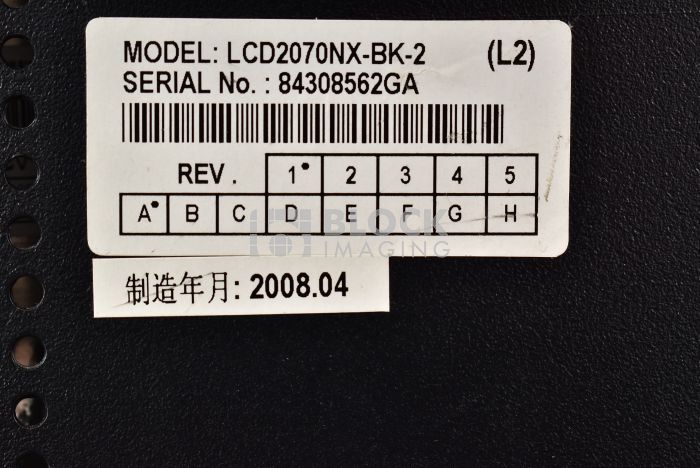 MODEL: LCD2070NX-BK-2 (L2)
SERIAL No. : 84308562GA
REV. 1• 2 3 4 5
A• B C D E F G H
BLOCK
IMAGING
制造年月: 2008.04